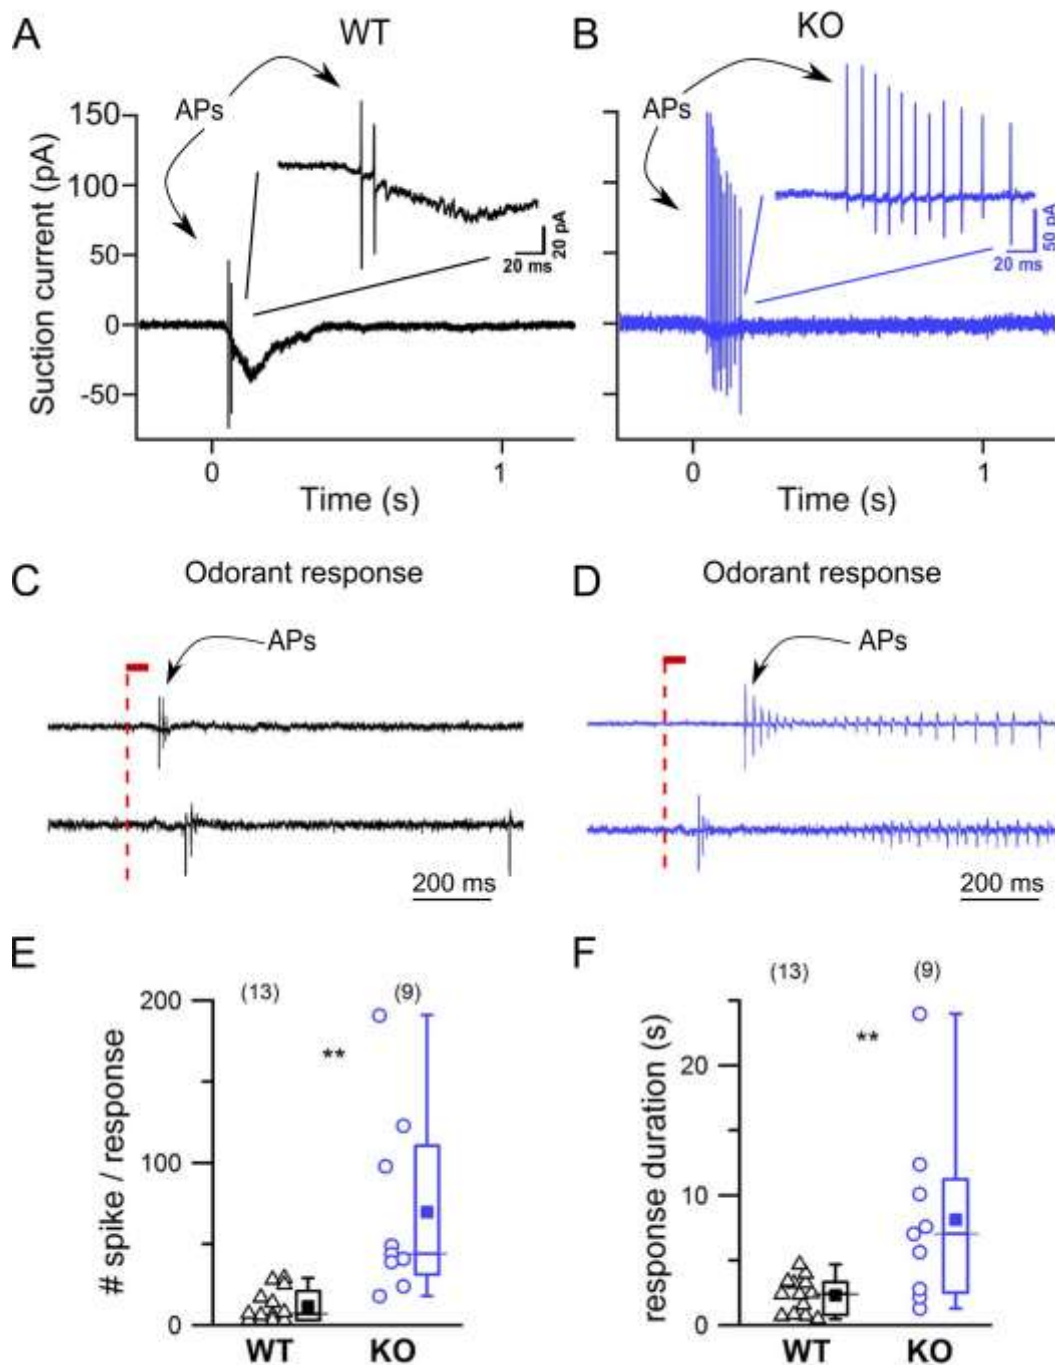 A
WT
APs
Suction current (pA)
150
100
50
0
-50
20 pA
20 ms
0
1
Time (s)
B
KO
APs
50 pA
20 ms
0
1
Time (s)
C
Odorant response
APs
200 ms
D
Odorant response
APs
200 ms
E
(13)
(9)
**
# spike / response
200
100
0
WT
KO
F
(13)
(9)
**
response duration (s)
20
10
0
WT
KO